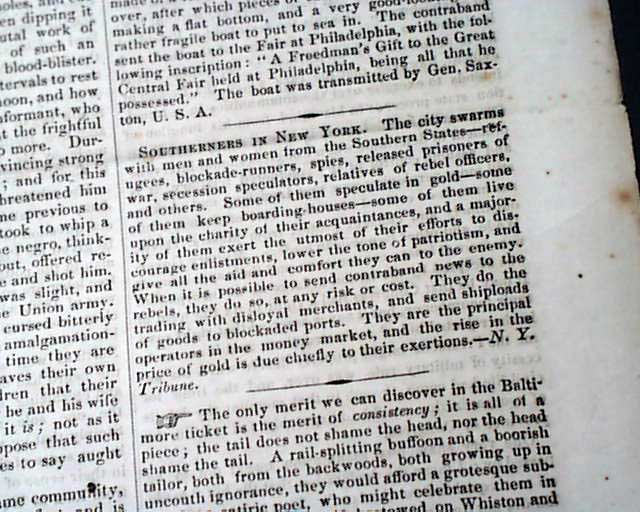 oles, and
en dipping it
utal work of
of such an
blood-blister.
tervals to rest
noon, and how
nformant, who
t the frightful
o more. Dur-
vincing strong
; and for this
hreatened him
me previous to
took to whip a
e negro, think-
out, offered re-
e and shot him.
was slight, and
e Union army.
cursed bitterly
amalgamation-
time they are
aves their own
dren that their
he and his wife
it is; not as it
ppose that such
es to say aught
me community,
over, after which pieces of
making a flat bottom, and a very good-
rather fragile boat to put to sea in. The contraband
sent the boat to the Fair at Philadelphia, with the fol-
lowing inscription: “A Freedman's Gift to the Great
Central Fair held at Philadelphia, being all that he
possessed.” The boat was transmitted by Gen. Sax-
ton, U. S. A.
SOUTHERNERS IN NEW YORK. The city swarms
with men and women from the Southern States—ref-
ugees, blockade-runners, spies, released prisoners of
war, secession speculators, relatives of rebel officers,
and others. Some of them speculate in gold—some
of them keep boarding-houses—some of them live
upon the charity of their acquaintances, and a major-
ity of them exert the utmost of their efforts to dis-
courage enlistments, lower the tone of patriotism, and
give all the aid and comfort they can to the enemy.
When it is possible to send contraband news to the
rebels, they do so, at any risk or cost. They do the
trading with disloyal merchants, and send shiploads
of goods to blockaded ports. They are the principal
operators in the money market, and the rise in the
price of gold is due chiefly to their exertions.—N. Y.
Tribune.
☞ The only merit we can discover in the Balti-
more ticket is the merit of consistency; it is all of a
piece; the tail does not shame the head, nor the head
shame the tail. A rail-splitting buffoon and a boorish
tailor, both from the backwoods, both growing up in
uncouth ignorance, they would afford a grotesque sub-
satiric poet, who might celebrate them in
stowed on Whiston and